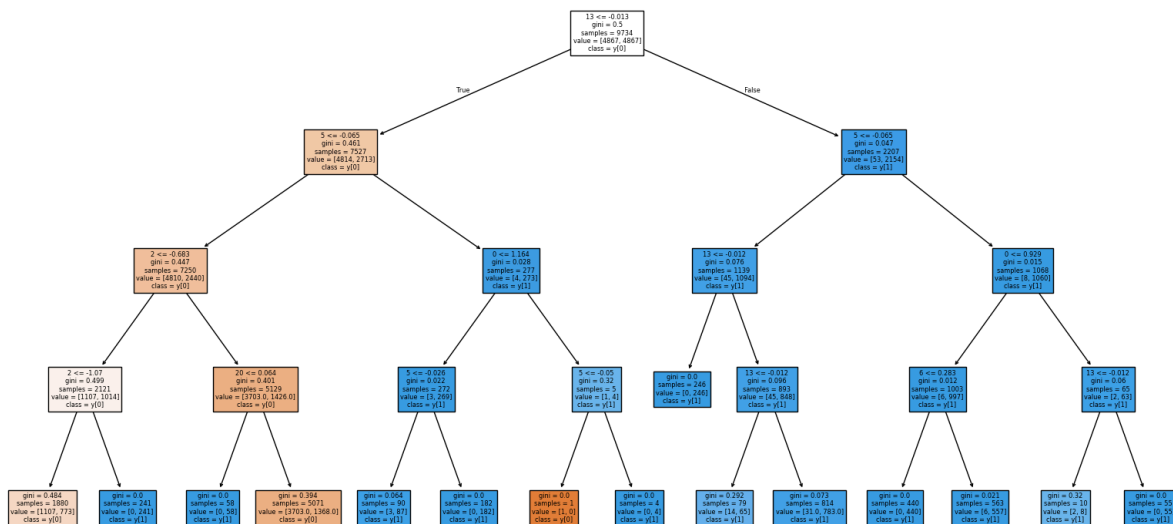 13 <= -0.013
gini = 0.5
samples = 9734
value = [4867, 4867]
class = y[0]
True
False
5 <= -0.065
gini = 0.461
samples = 7527
value = [4814, 2713]
class = y[0]
5 <= -0.065
gini = 0.047
samples = 2207
value = [53, 2154]
class = y[1]
2 <= -0.683
gini = 0.447
samples = 7250
value = [4810, 2440]
class = y[0]
0 <= 1.164
gini = 0.028
samples = 277
value = [4, 273]
class = y[1]
13 <= -0.012
gini = 0.076
samples = 1139
value = [45, 1094]
class = y[1]
0 <= 0.929
gini = 0.015
samples = 1068
value = [8, 1060]
class = y[1]
2 <= -1.07
gini = 0.499
samples = 2121
value = [1107, 1014]
class = y[0]
20 <= 0.064
gini = 0.401
samples = 5129
value = [3703.0, 1426.0]
class = y[0]
5 <= -0.026
gini = 0.022
samples = 272
value = [3, 269]
class = y[1]
5 <= -0.05
gini = 0.32
samples = 5
value = [1, 4]
class = y[1]
gini = 0.0
samples = 246
value = [0, 246]
class = y[1]
13 <= -0.012
gini = 0.096
samples = 893
value = [45, 848]
class = y[1]
6 <= 0.283
gini = 0.012
samples = 1003
value = [6, 997]
class = y[1]
13 <= -0.012
gini = 0.06
samples = 65
value = [2, 63]
class = y[1]
gini = 0.484
samples = 1880
value = [1107, 773]
class = y[0]
gini = 0.0
samples = 241
value = [0, 241]
class = y[1]
gini = 0.0
samples = 58
value = [0, 58]
class = y[1]
gini = 0.394
samples = 5071
value = [3703.0, 1368.0]
class = y[0]
gini = 0.064
samples = 90
value = [3, 87]
class = y[1]
gini = 0.0
samples = 182
value = [0, 182]
class = y[1]
gini = 0.0
samples = 1
value = [1, 0]
class = y[0]
gini = 0.0
samples = 4
value = [0, 4]
class = y[1]
gini = 0.292
samples = 79
value = [14, 65]
class = y[1]
gini = 0.073
samples = 814
value = [31.0, 783.0]
class = y[1]
gini = 0.0
samples = 440
value = [0, 440]
class = y[1]
gini = 0.021
samples = 563
value = [6, 557]
class = y[1]
gini = 0.32
samples = 10
value = [2, 8]
class = y[1]
gini = 0.0
samples = 55
value = [0, 5
class = y[1]